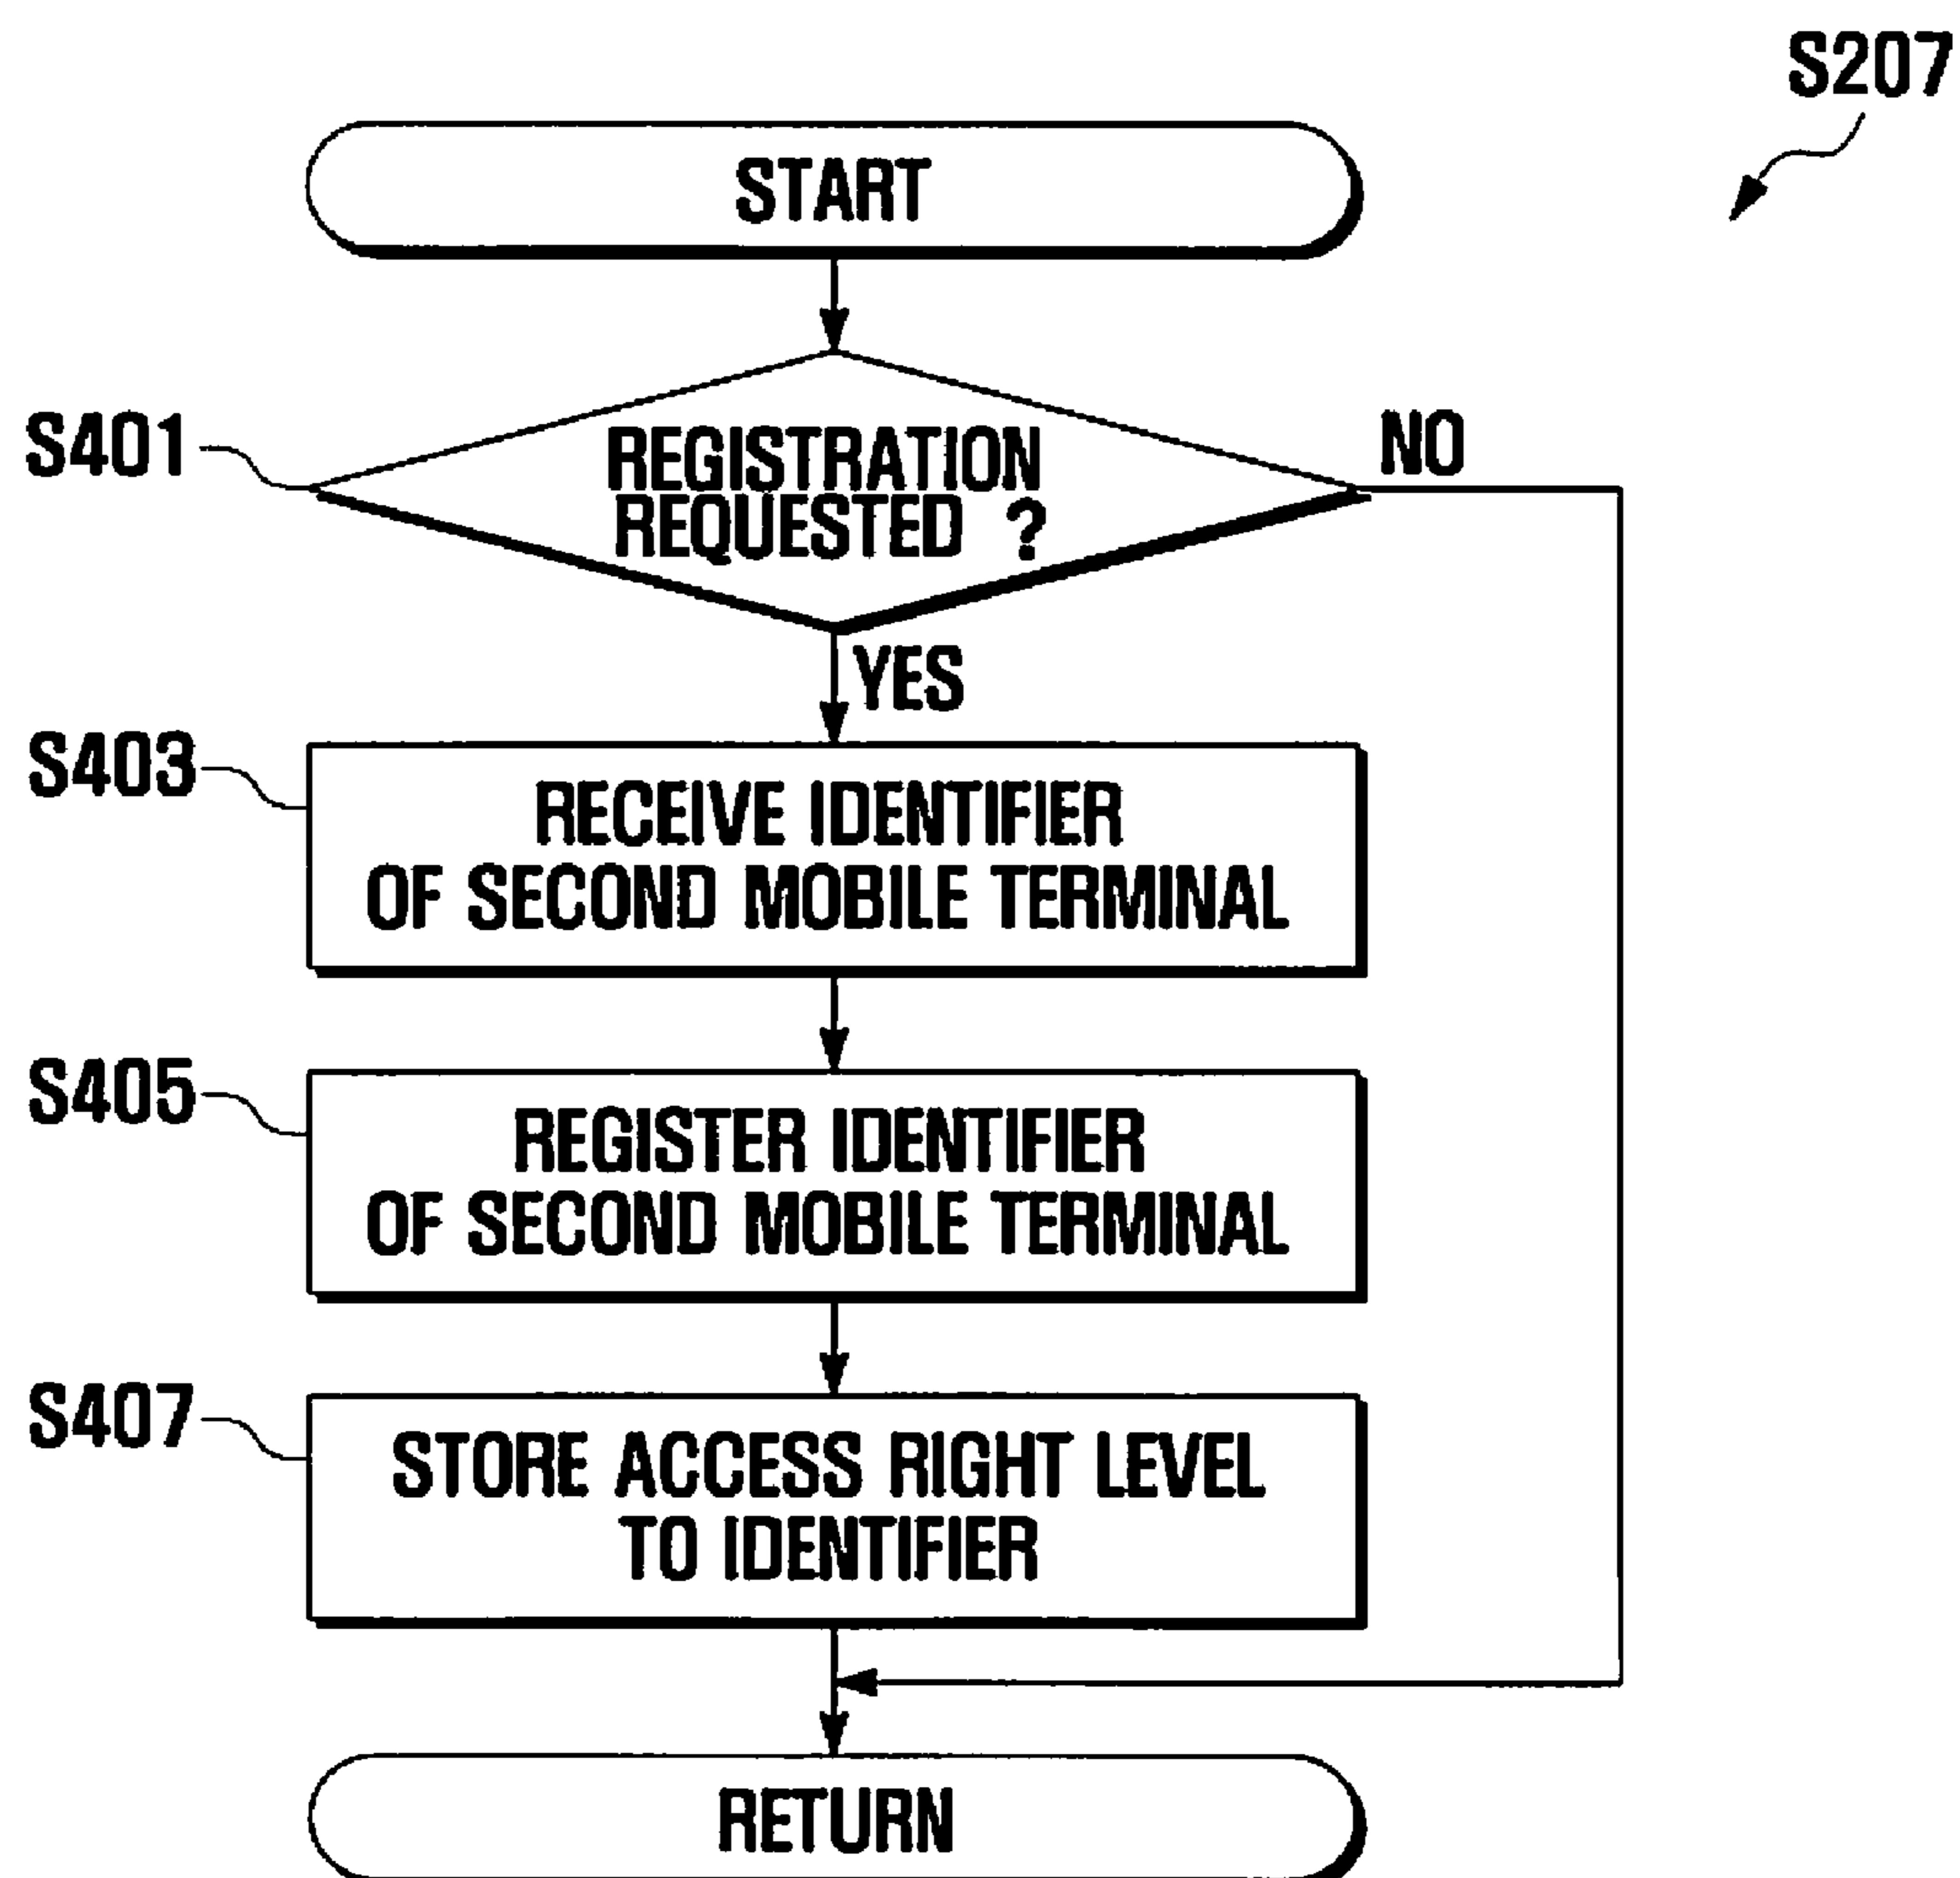 S207
START
S401
REGISTRATION
REQUESTED ?
NO
YES
S403
RECEIVE IDENTIFIER
OF SECOND MOBILE TERMINAL
S405
REGISTER IDENTIFIER
OF SECOND MOBILE TERMINAL
S407
STORE ACCESS RIGHT LEVEL
TO IDENTIFIER
RETURN